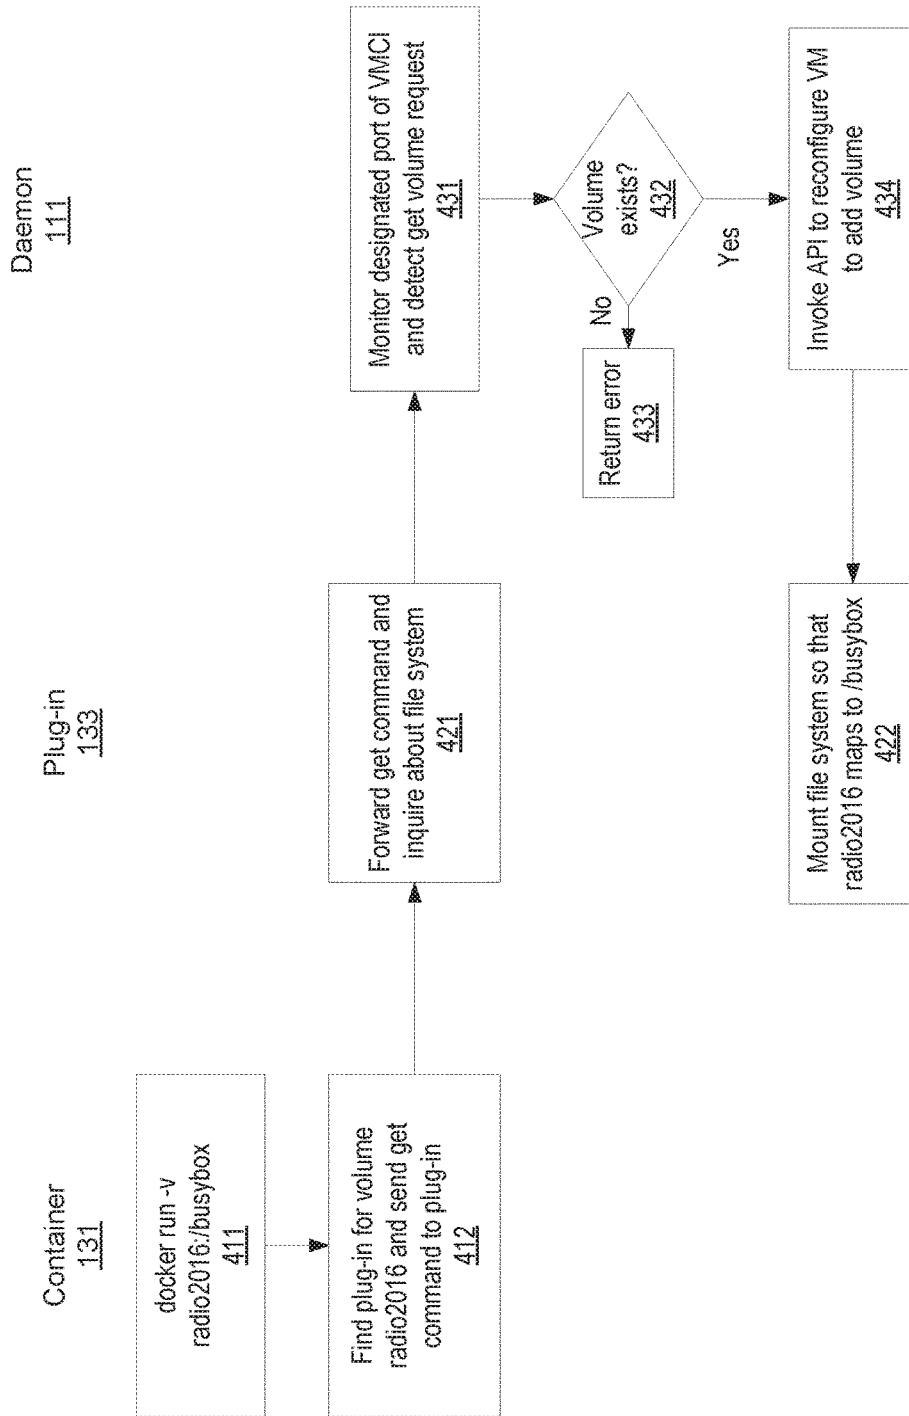 Container
131
Plug-in
133
Daemon
111
docker run -v
radio2016:/busybox
411
Find plug-in for volume
radio2016 and send get
command to plug-in
412
Forward get command and
inquire about file system
421
Monitor designated port of VMCI
and detect get volume request
431
Volume
exists?
432
No
Return error
433
Yes
Invoke API to reconfigure VM
to add volume
434
Mount file system so that
radio2016 maps to /busybox
422